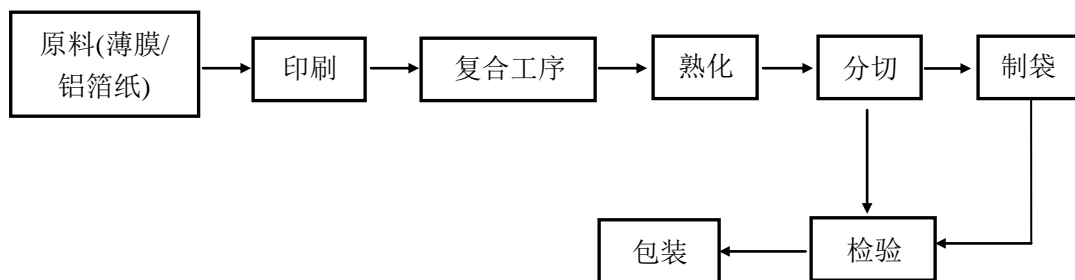 原料(薄膜/
铝箔纸)
印刷
复合工序
熟化
分切
制袋
包装
检验